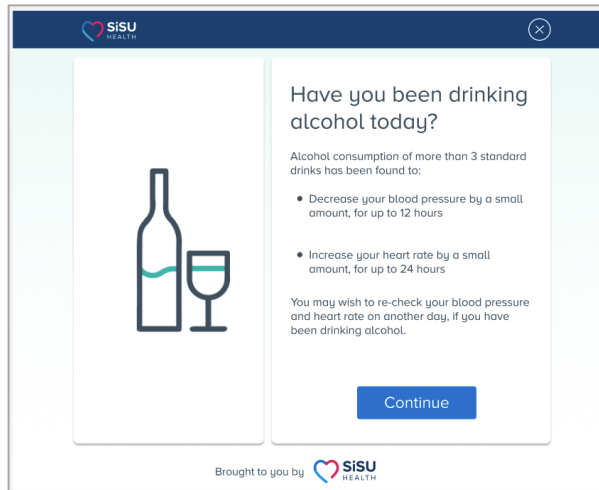 SiSU
HEALTH
Have you been drinking
alcohol today?
Alcohol consumption of more than 3 standard
drinks has been found to:
• Decrease your blood pressure by a small
amount, for up to 12 hours
• Increase your heart rate by a small
amount, for up to 24 hours
You may wish to re-check your blood pressure
and heart rate on another day, if you have
been drinking alcohol.
Continue
Brought to you by SiSU
HEALTH